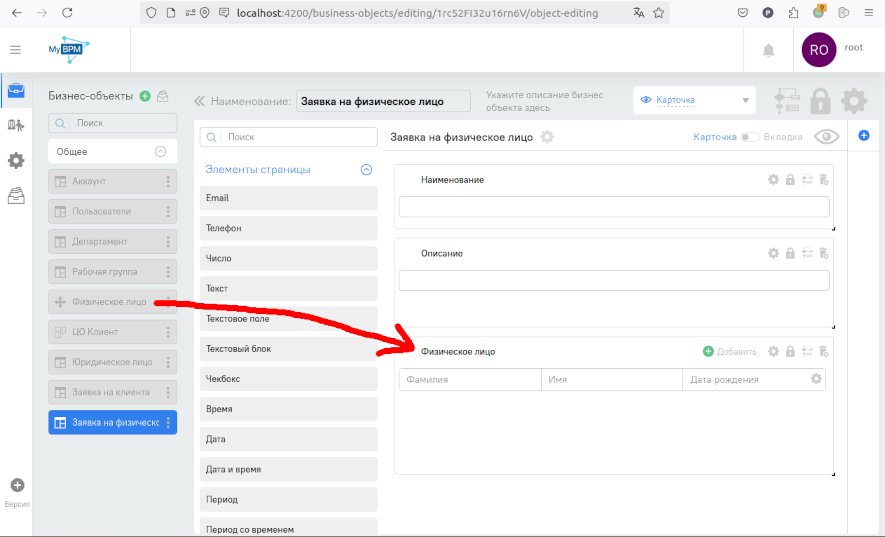 localhost:4200/business-objects/editing/1rc52FI32u16rn6V/object-editing
9
MyBPM
RO
root
Бизнес-объекты
Поиск
Общее
Аккаунт
Пользователи
Департамент
Рабочая группа
Физическое лицо
ЦО Клиент
Юридическое лицо
Заявка на клиента
Заявка на физическо
Версия
Наименование:
Заявка на физическое лицо
Укажите описание бизнес
объекта здесь
Карточка
Поиск
Элементы страницы
Email
Телефон
Число
Текст
Текстовое поле
Текстовый блок
Чекбокс
Время
Дата
Дата и время
Период
Период со временем
Заявка на физическое лицо
Карточка
Вкладка
Наименование
Описание
Физическое лицо
Добавить
Фамилия
Имя
Дата рождения